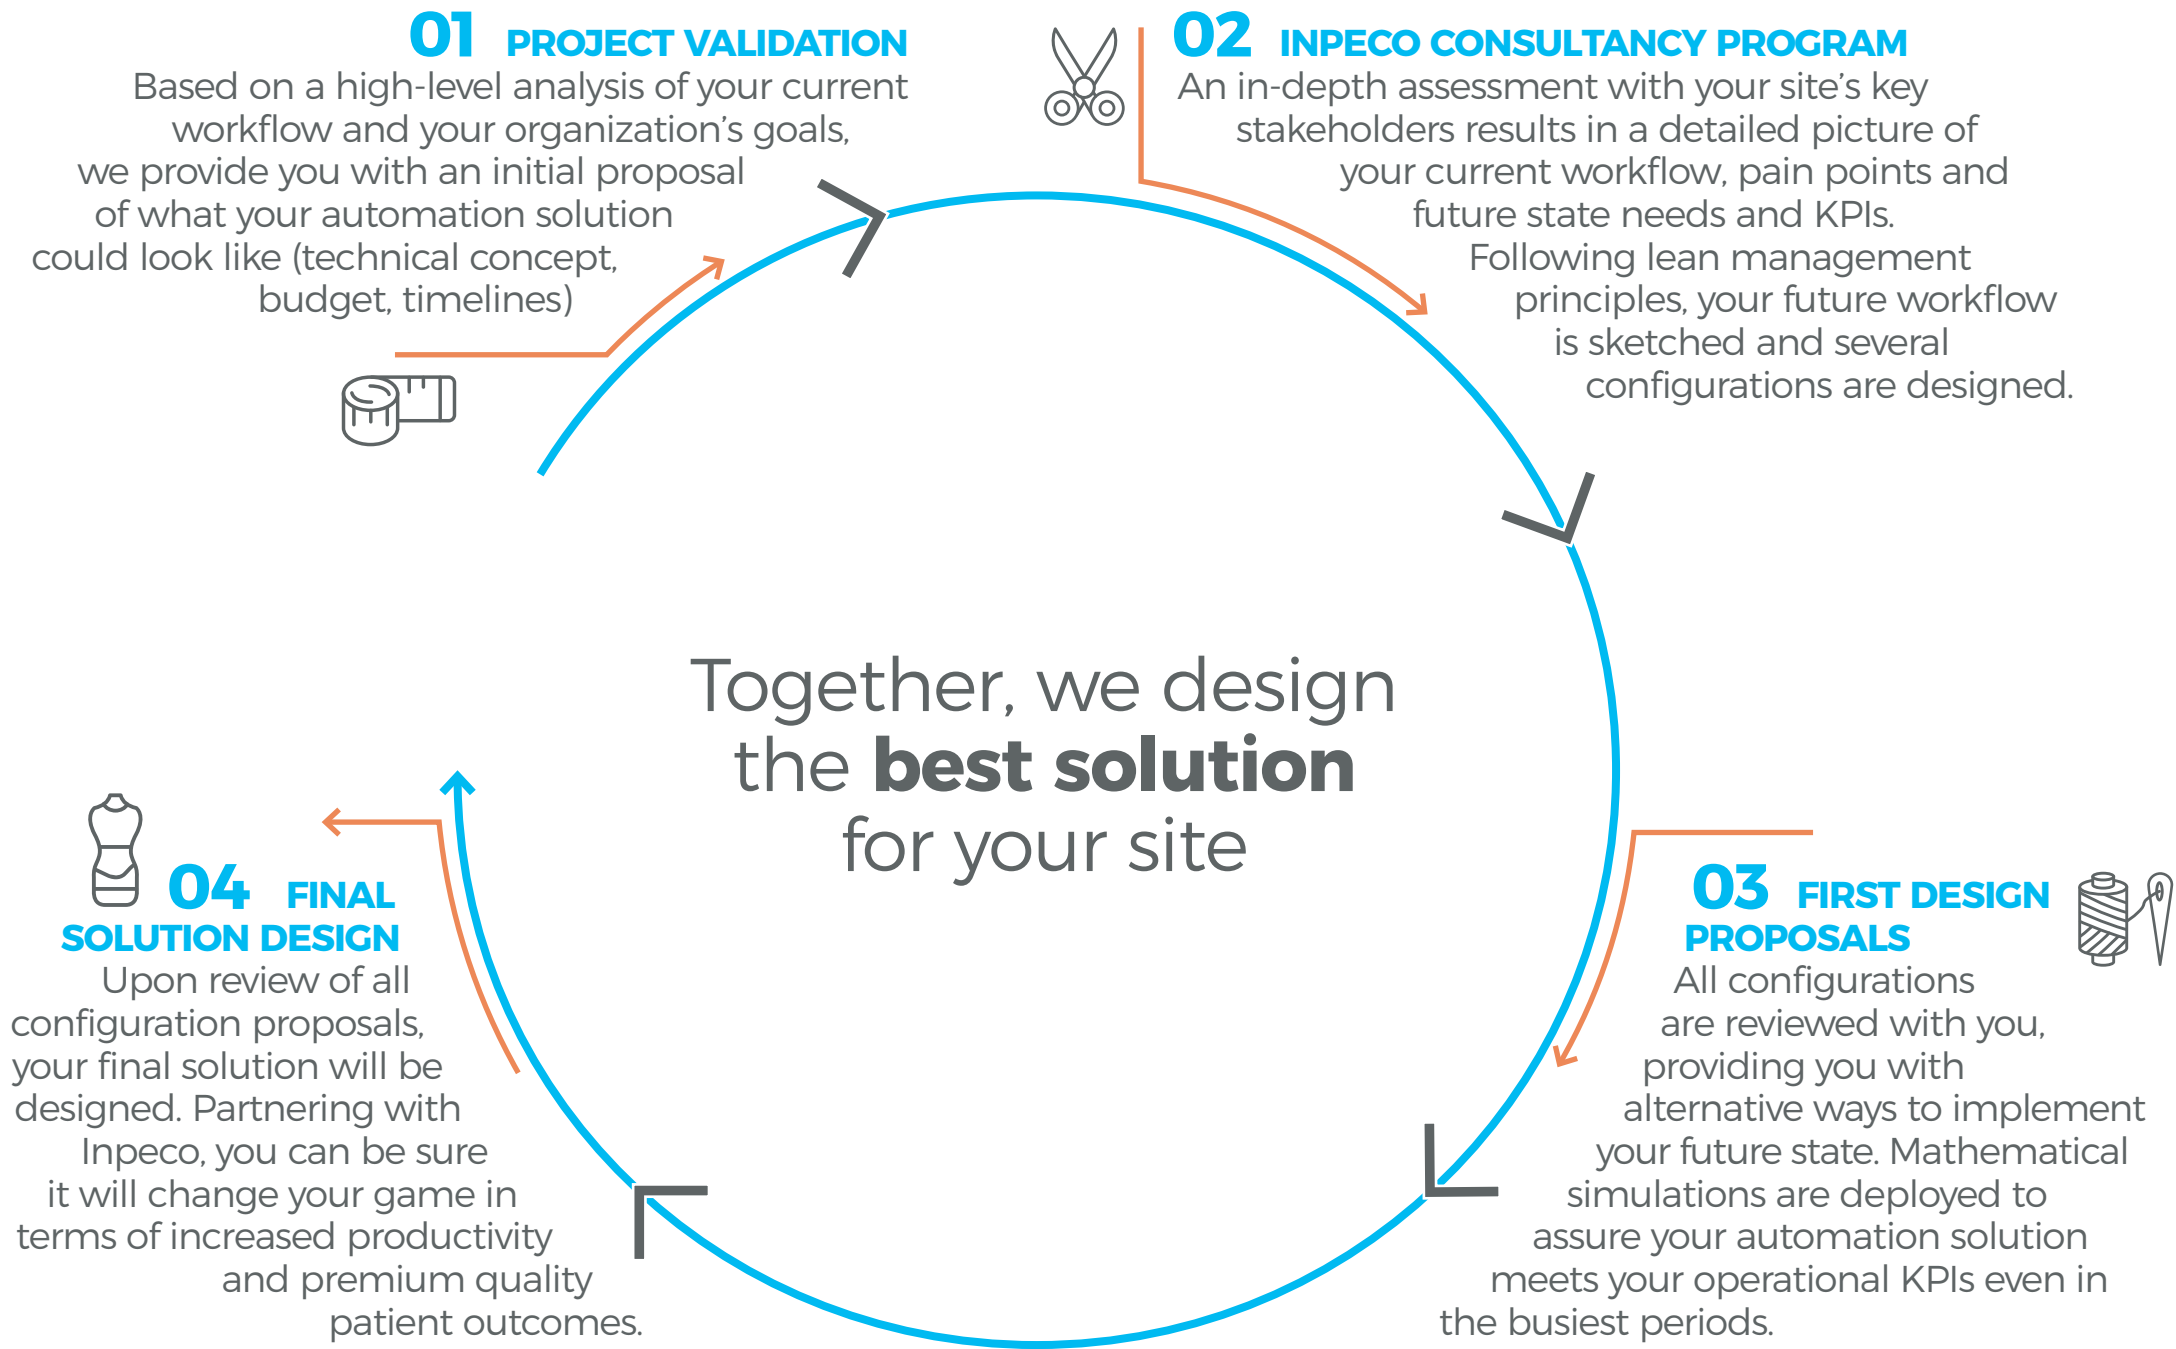 01 PROJECT VALIDATION
Based on a high-level analysis of your current
workflow and your organization’s goals,
we provide you with an initial proposal
of what your automation solution
could look like (technical concept,
budget, timelines)
02 INPECO CONSULTANCY PROGRAM
An in-depth assessment with your site’s key
stakeholders results in a detailed picture of
your current workflow, pain points and
future state needs and KPIs.
Following lean management
principles, your future workflow
is sketched and several
configurations are designed.
Together, we design
the best solution
for your site
03 FIRST DESIGN
PROPOSALS
All configurations
are reviewed with you,
providing you with
alternative ways to implement
your future state. Mathematical
simulations are deployed to
assure your automation solution
meets your operational KPIs even in
the busiest periods.
04 FINAL
SOLUTION DESIGN
Upon review of all
configuration proposals,
your final solution will be
designed. Partnering with
Inpeco, you can be sure
it will change your game in
terms of increased productivity
and premium quality
patient outcomes.